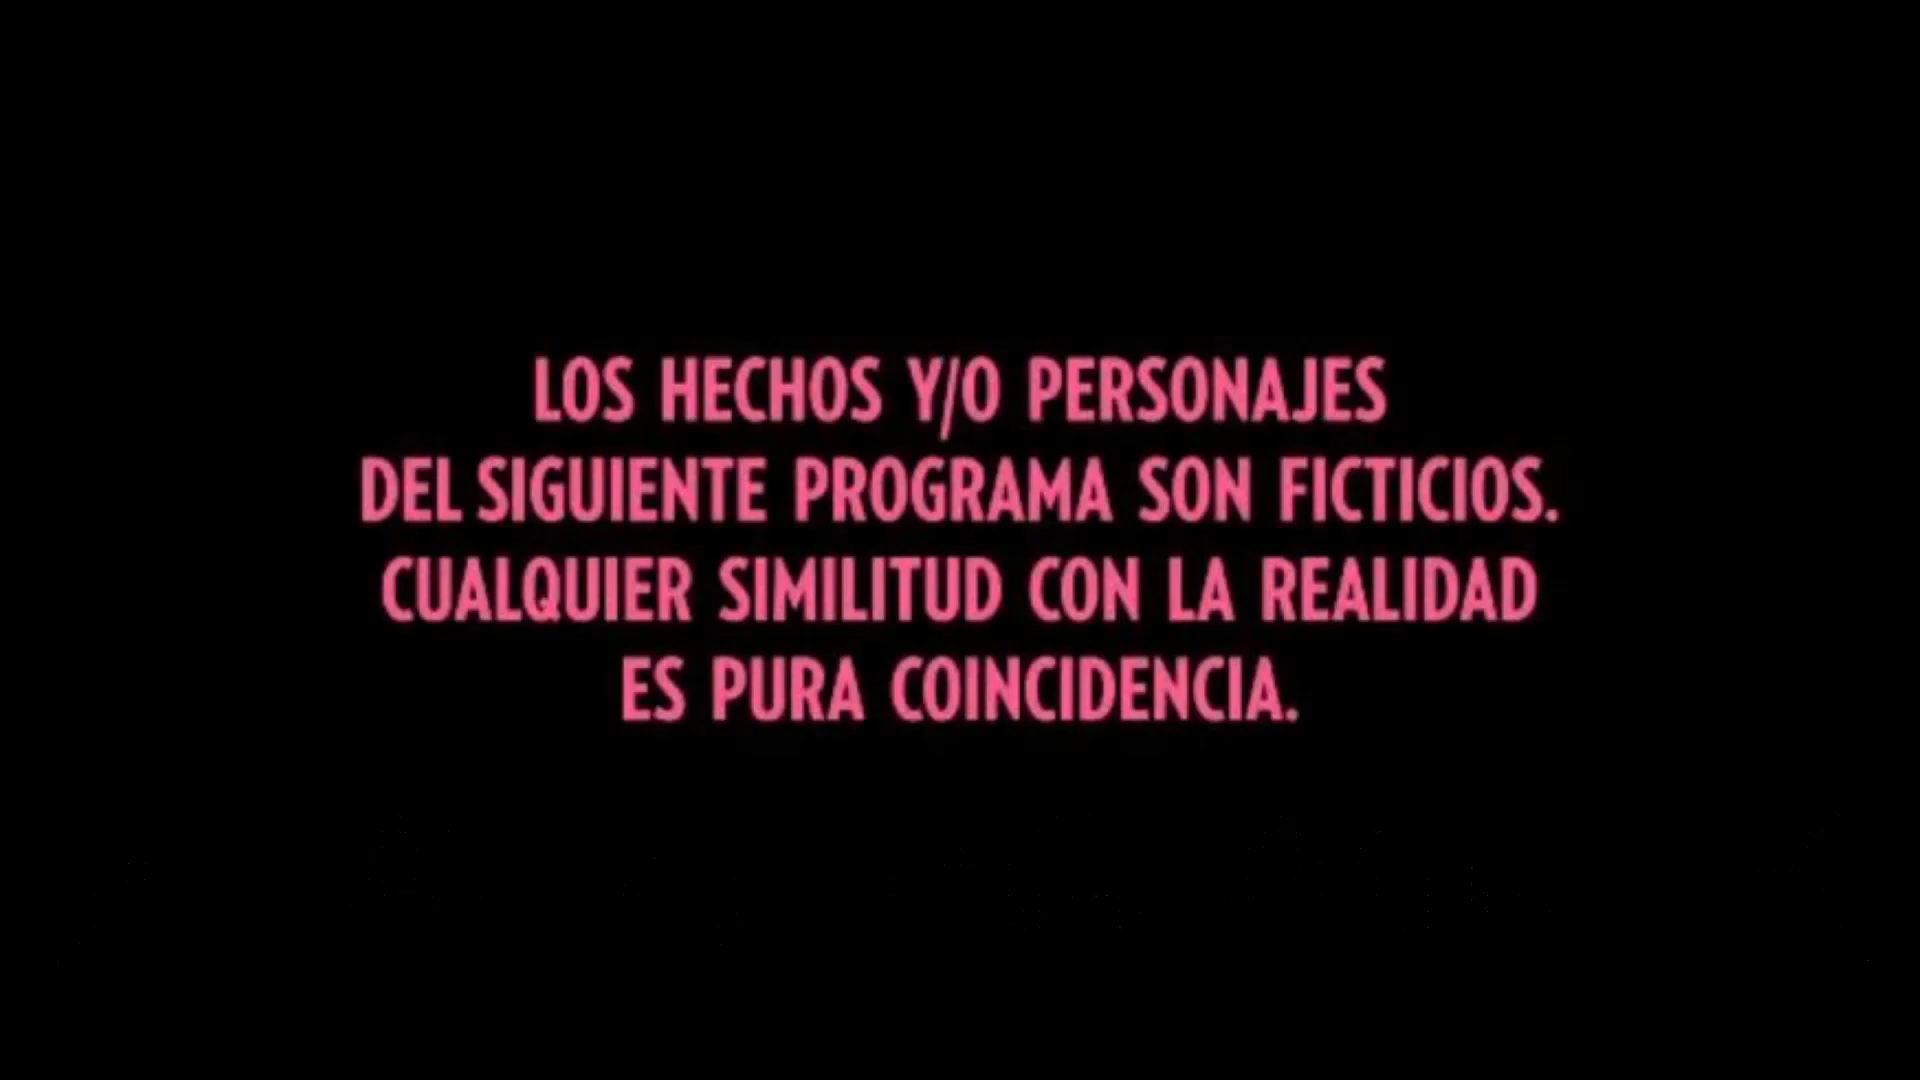 LOS HECHOS Y/O PERSONAJES
DEL SIGUIENTE PROGRAMA SON FICTICIOS.
CUALQUIER SIMILITUD CON LA REALIDAD
ES PURA COINCIDENCIA.